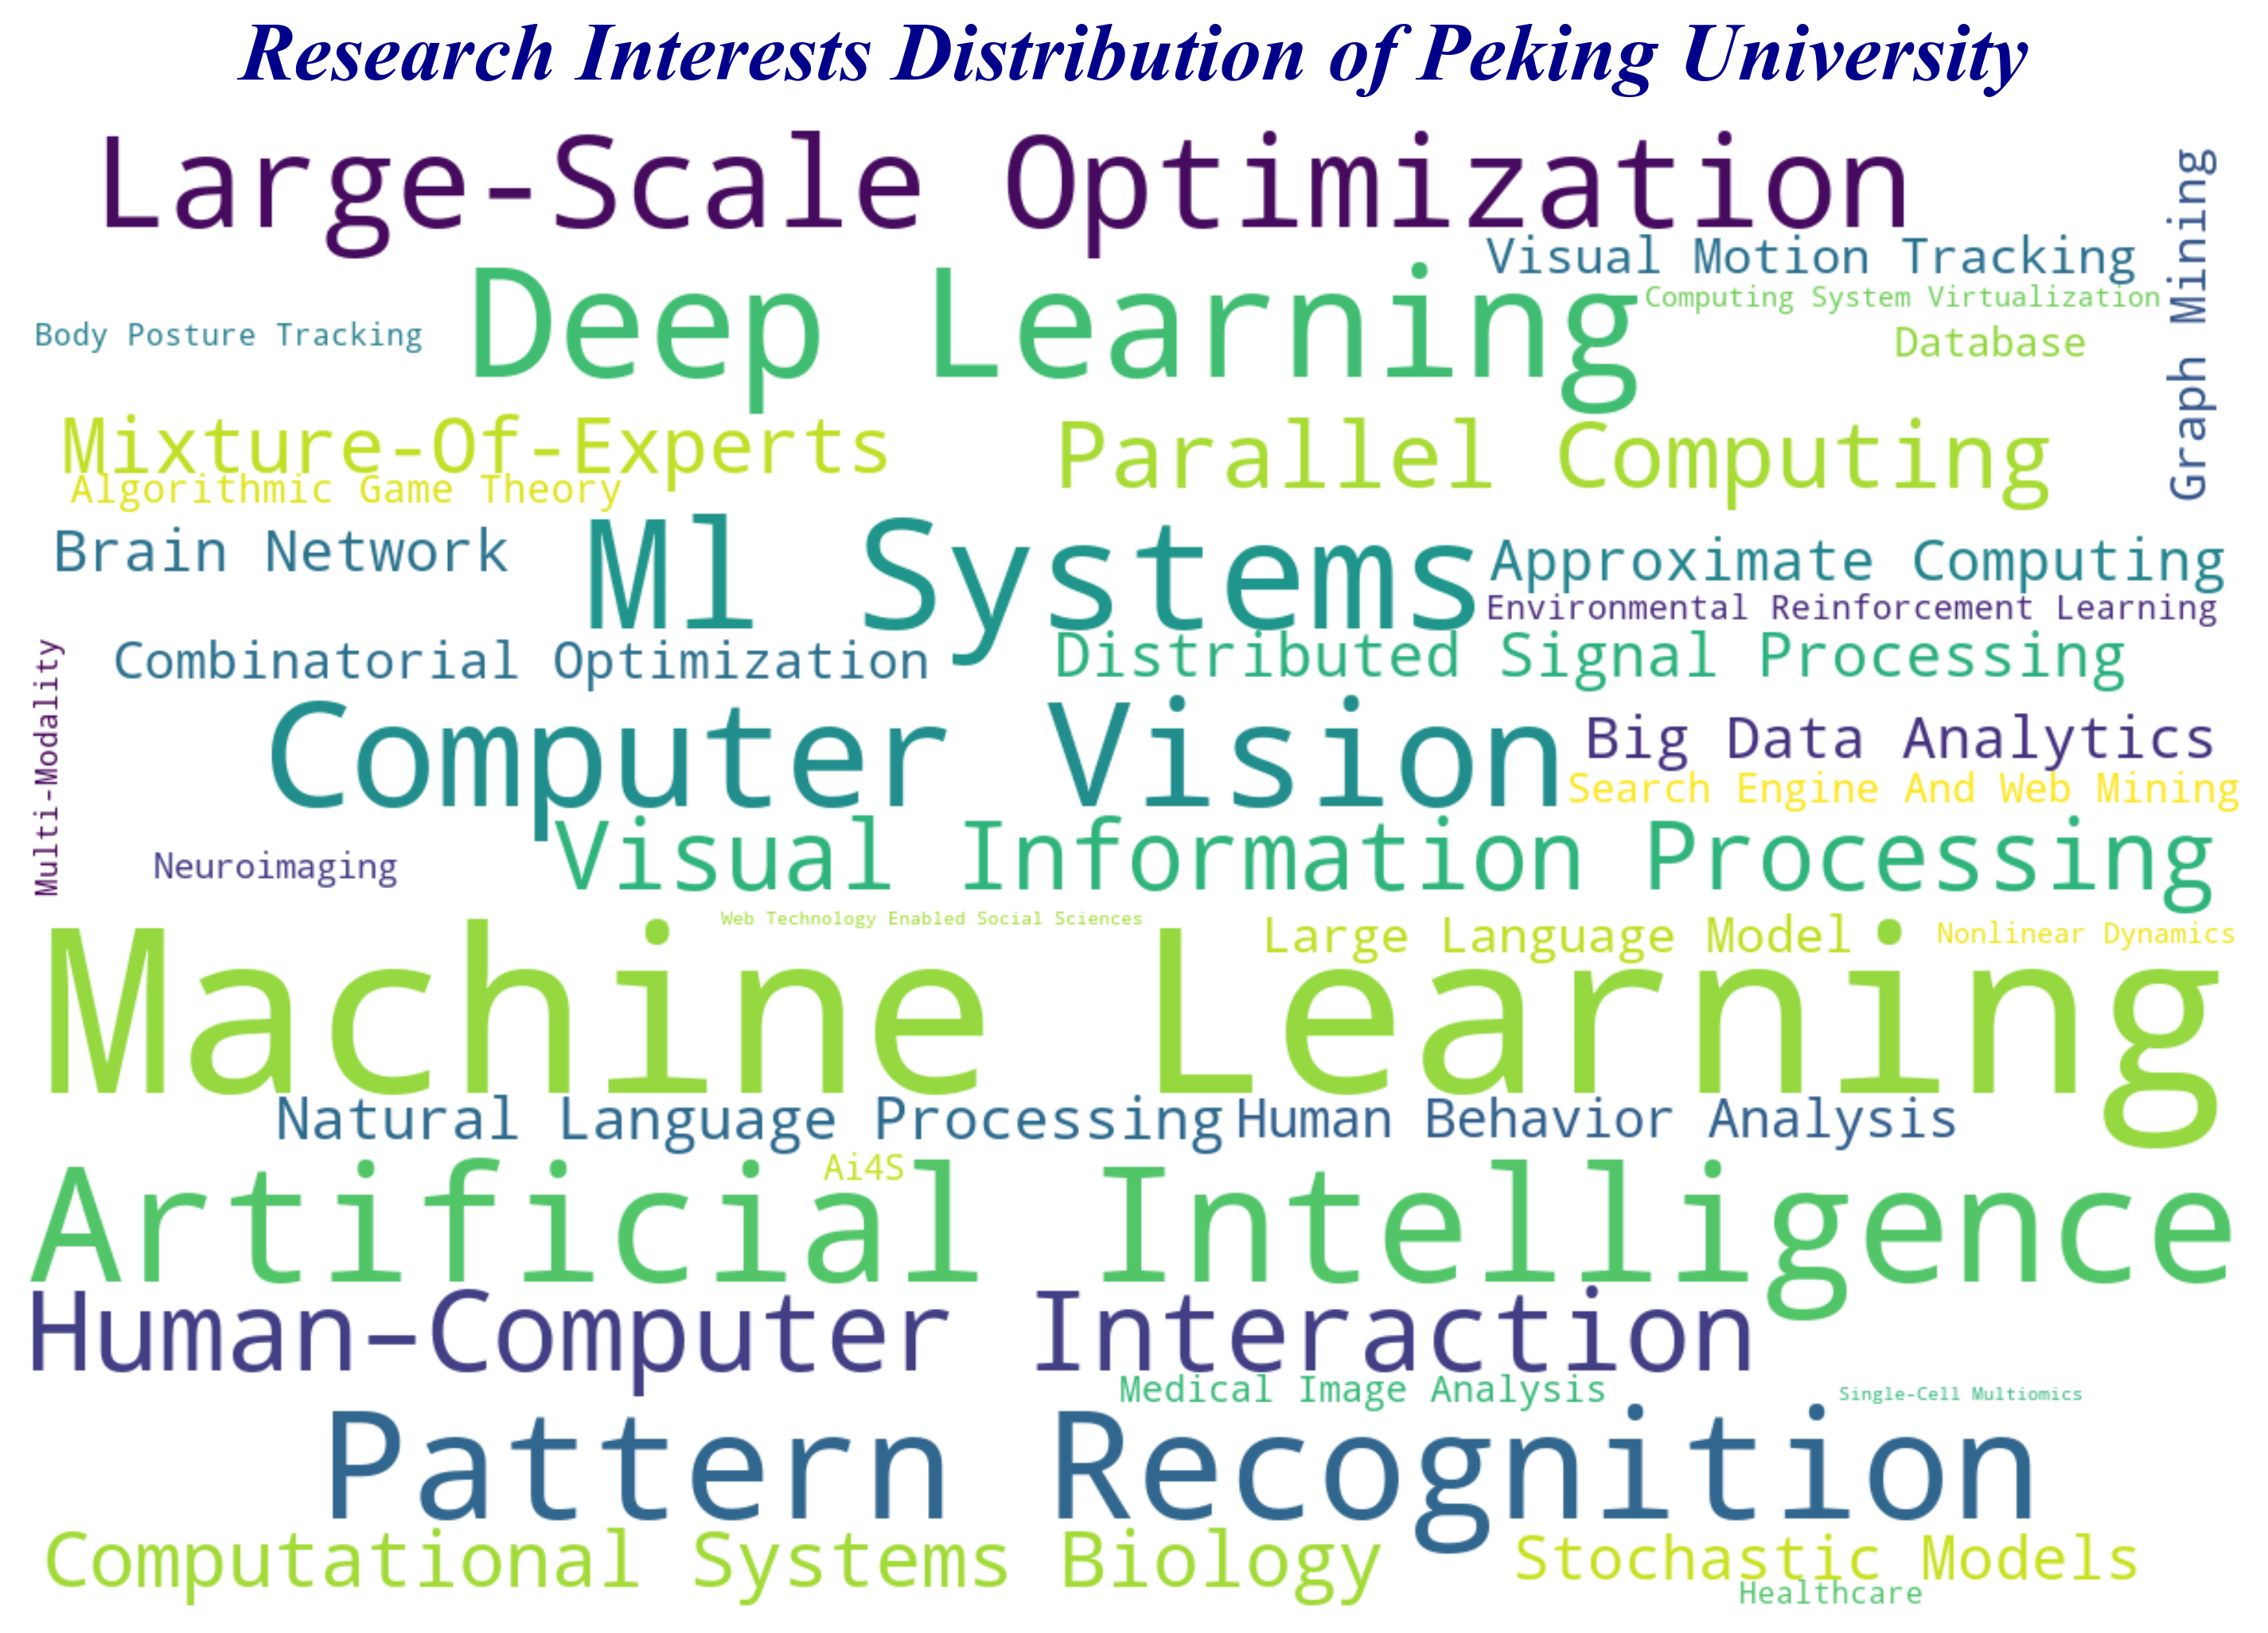 Research Interests Distribution of Peking University
Large-Scale Optimization
Graph Mining
Visual Motion Tracking
Deep Learning
Computing System Virtualization
Body Posture Tracking
Database
Mixture-Of-Experts
Parallel Computing
Algorithmic Game Theory
Brain Network
Ml Systems
Approximate Computing
Environmental Reinforcement Learning
Multi-Modality
Combinatorial Optimization
Distributed Signal Processing
Computer Vision
Big Data Analytics
Search Engine And Web Mining
Neuroimaging
Visual Information Processing
Web Technology Enabled Social Sciences
Large Language Model
Nonlinear Dynamics
Machine Learning
Natural Language Processing
Human Behavior Analysis
Ai4S
Artificial Intelligence
Human–Computer Interaction
Medical Image Analysis
Single-Cell Multiomics
Pattern Recognition
Computational Systems Biology
Stochastic Models
Healthcare